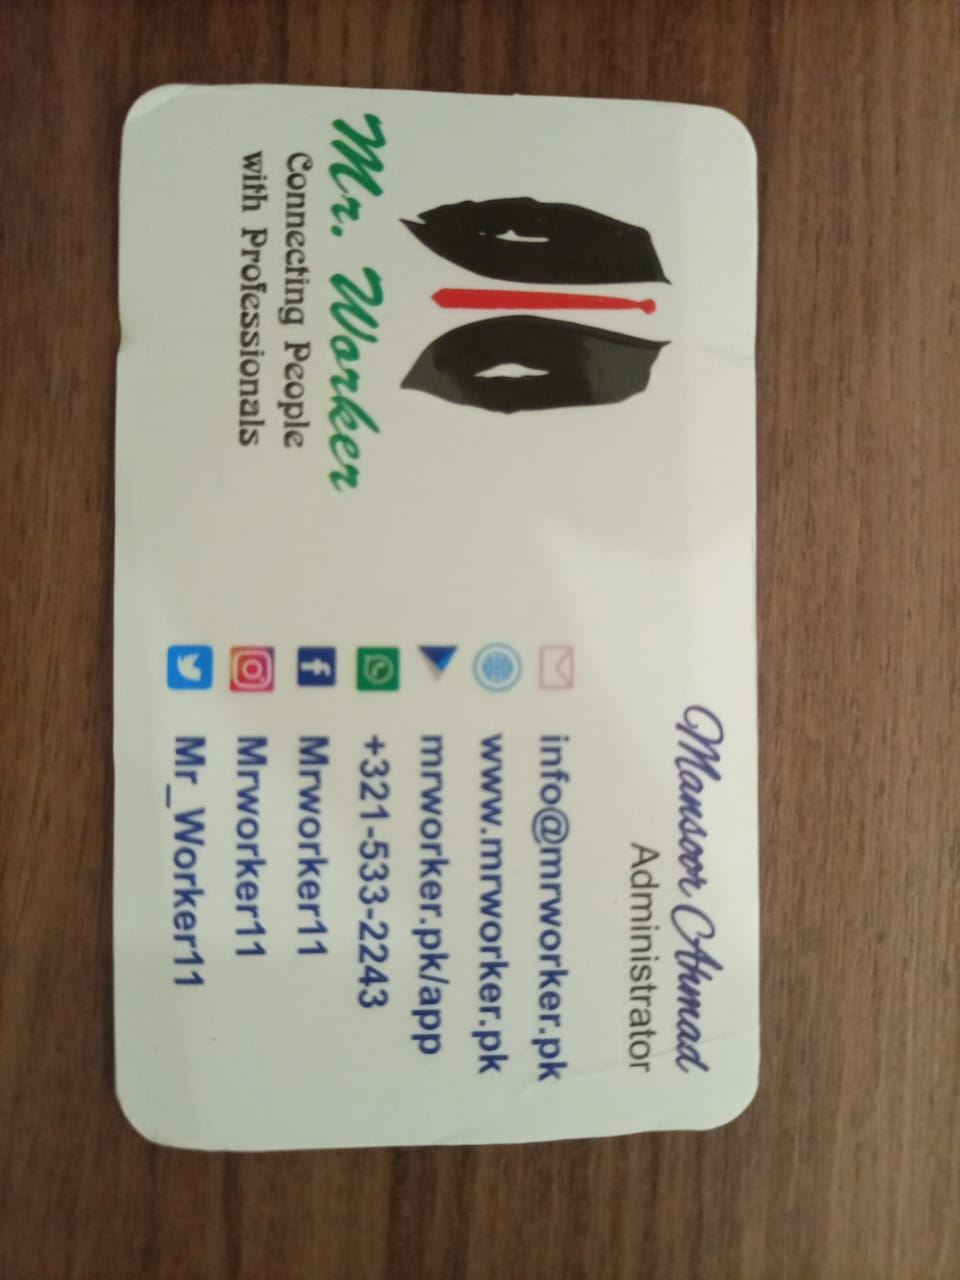 Mansoor Ahmad
Administrator
Mr. Worker
Connecting People
with Professionals
info@mrworker.pk
www.mrworker.pk
mrworker.pk/app
+321-533-2243
Mrworker11
Mrworker11
Mr_Worker11